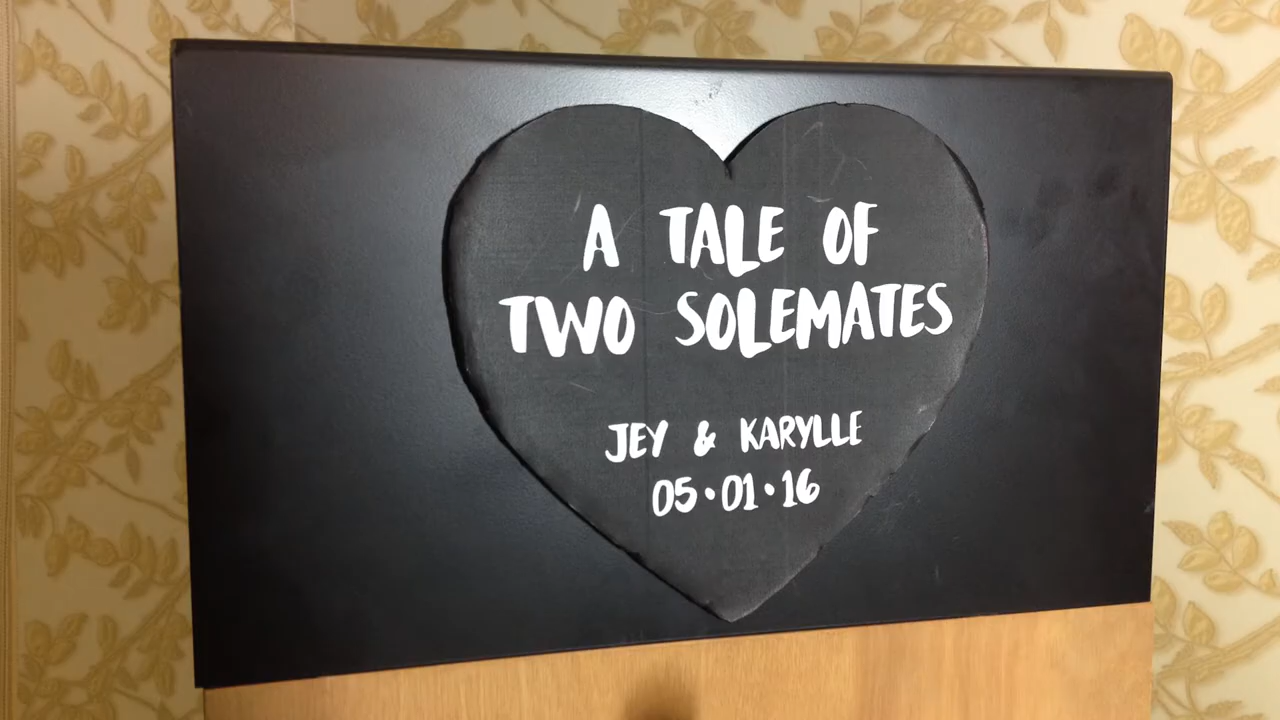 A TALE OF
TWO SOLEMATES
JEY & KARYLLE
05•01•16